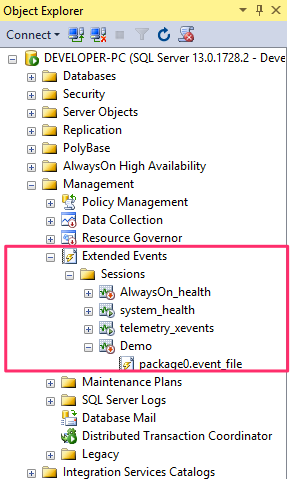 Object Explorer
Connect
DEVELOPER-PC (SQL Server 13.0.1728.2 - Deve
Databases
Security
Server Objects
Replication
PolyBase
AlwaysOn High Availability
Management
Policy Management
Data Collection
Resource Governor
Extended Events
Sessions
AlwaysOn_health
system_health
telemetry_xevents
Demo
package0.event_file
Maintenance Plans
SQL Server Logs
Database Mail
Distributed Transaction Coordinator
Legacy
Integration Services Catalogs